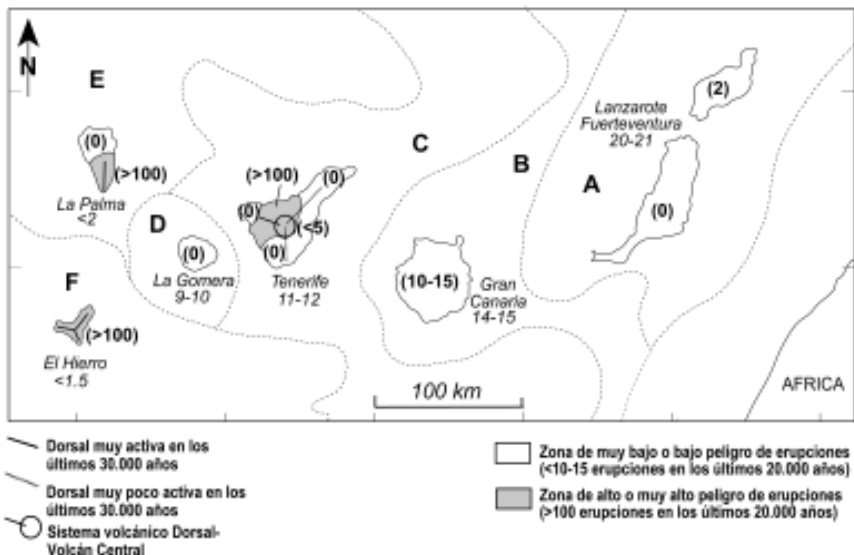 N
E
(0)
(>100)
La Palma
<2
D
(0)
La Gomera
9-10
F
(>100)
El Hierro
<1.5
C
(>100)
(0)
(0)
(<5)
(0)
Tenerife
11-12
B
(10-15)
Gran
Canaria
14-15
A
(2)
Lanzarote
Fuerteventura
20-21
(0)
100 km
AFRICA
Dorsal muy activa en los
últimos 30.000 años
Dorsal muy poco activa en los
últimos 30.000 años
Sistema volcánico Dorsal-
Volcán Central
Zona de muy bajo o bajo peligro de erupciones
(<10-15 erupciones en los últimos 20.000 años)
Zona de alto o muy alto peligro de erupciones
(>100 erupciones en los últimos 20.000 años)